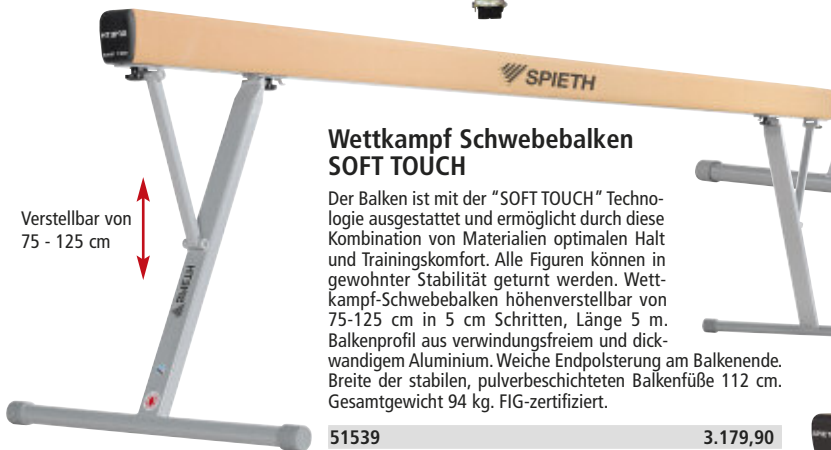 SPIETH
Wettkampf Schwebebalken
SOFT TOUCH
Der Balken ist mit der “SOFT TOUCH” Techno-
logie ausgestattet und ermöglicht durch diese
Kombination von Materialien optimalen Halt
und Trainingskomfort. Alle Figuren können in
gewohnter Stabilität geturnt werden. Wett-
kampf-Schwebebalken höhenverstellbar von
75-125 cm in 5 cm Schritten, Länge 5 m.
Balkenprofil aus verwindungsfreiem und dick-
wandigem Aluminium. Weiche Endpolsterung am Balkenende.
Breite der stabilen, pulverbeschichteten Balkenfüße 112 cm.
Gesamtgewicht 94 kg. FIG-zertifiziert.
51539 3.179,90
Verstellbar von
75 - 125 cm
SPIETH